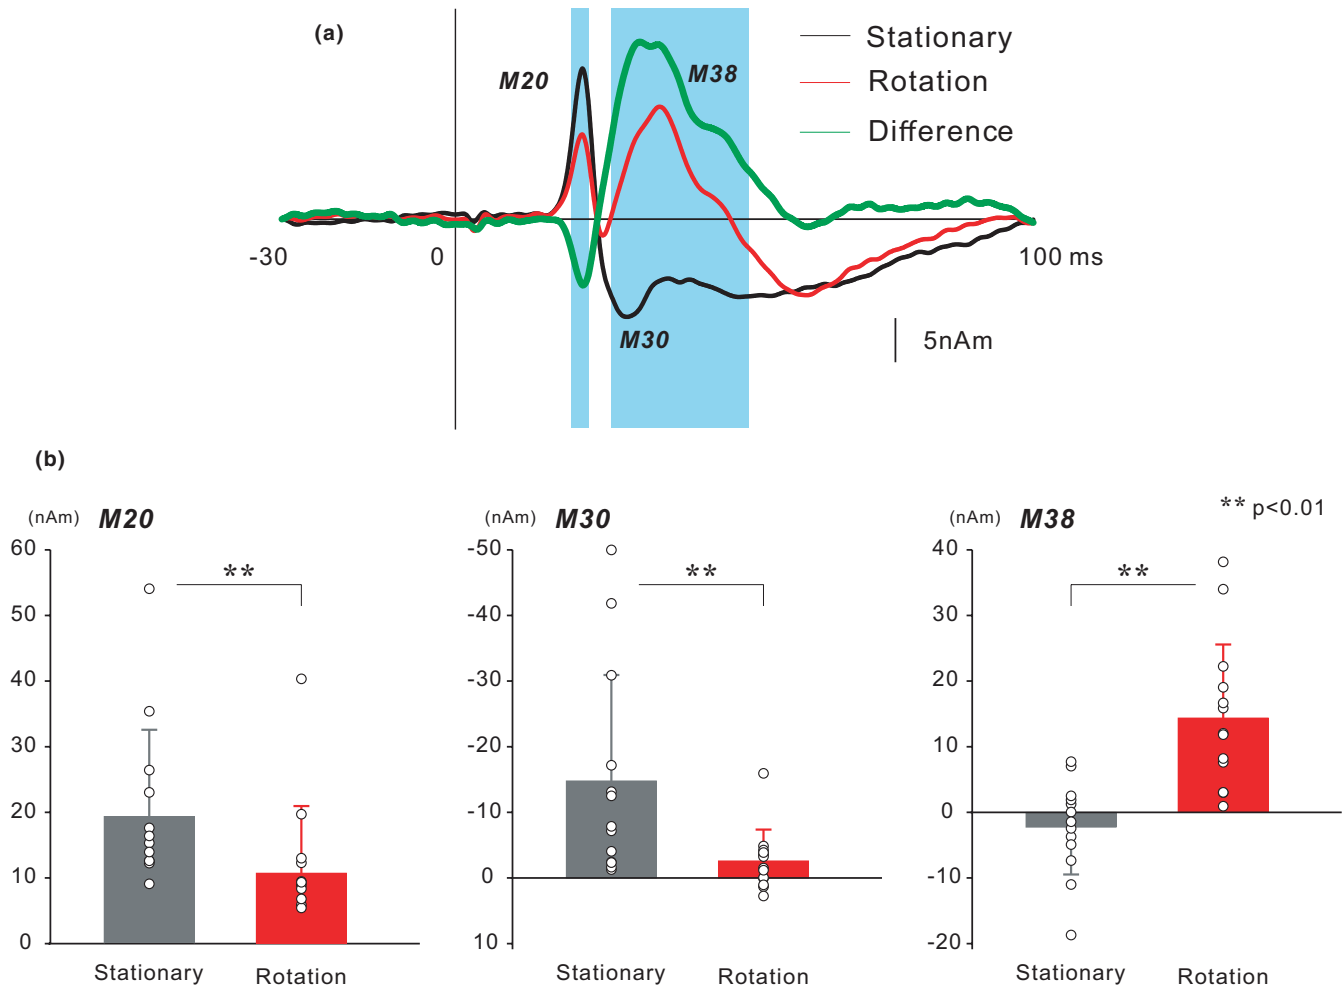 (a)
M20
M38
Stationary
Rotation
Difference
-30
0
100 ms
M30
5nAm
(b)
(nAm) M20
60
50
40
30
20
10
0
**
Stationary
Rotation
(nAm) M30
-50
-40
-30
-20
-10
0
10
**
Stationary
Rotation
(nAm) M38
** p<0.01
40
30
20
10
0
-10
-20
**
Stationary
Rotation